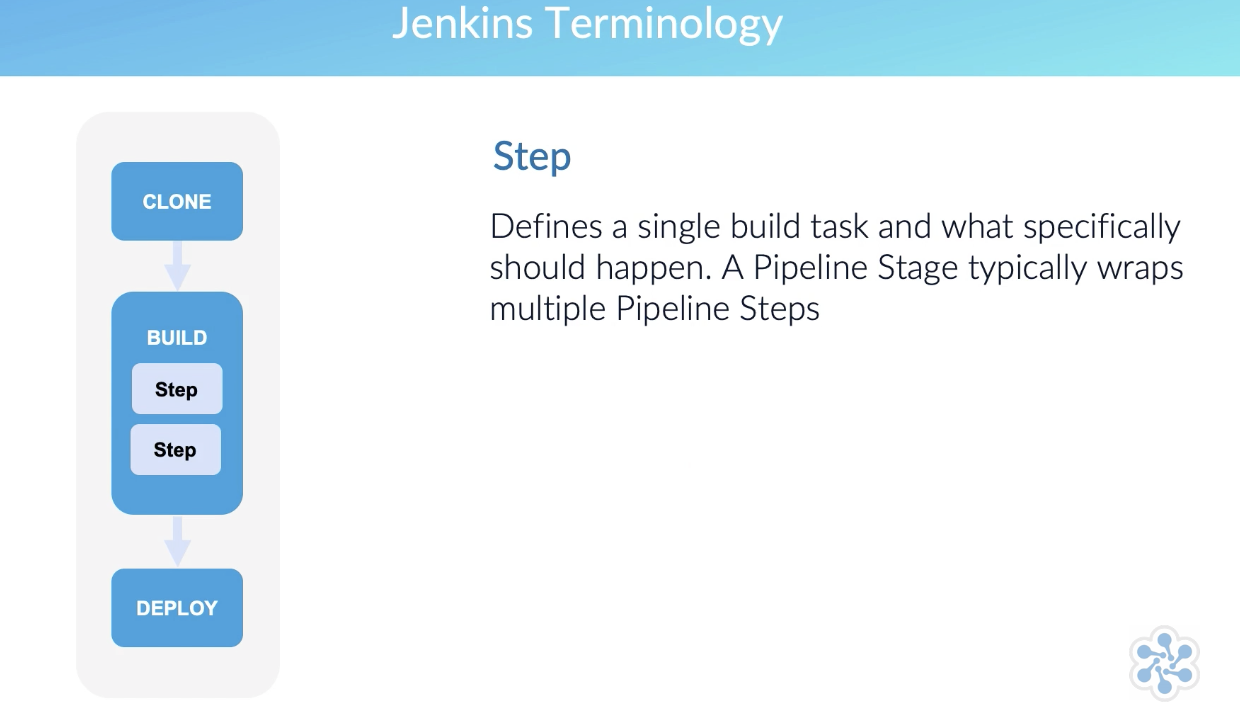 Jenkins Terminology
CLONE
BUILD
Step
Step
DEPLOY
Step
Defines a single build task and what specifically
should happen. A Pipeline Stage typically wraps
multiple Pipeline Steps